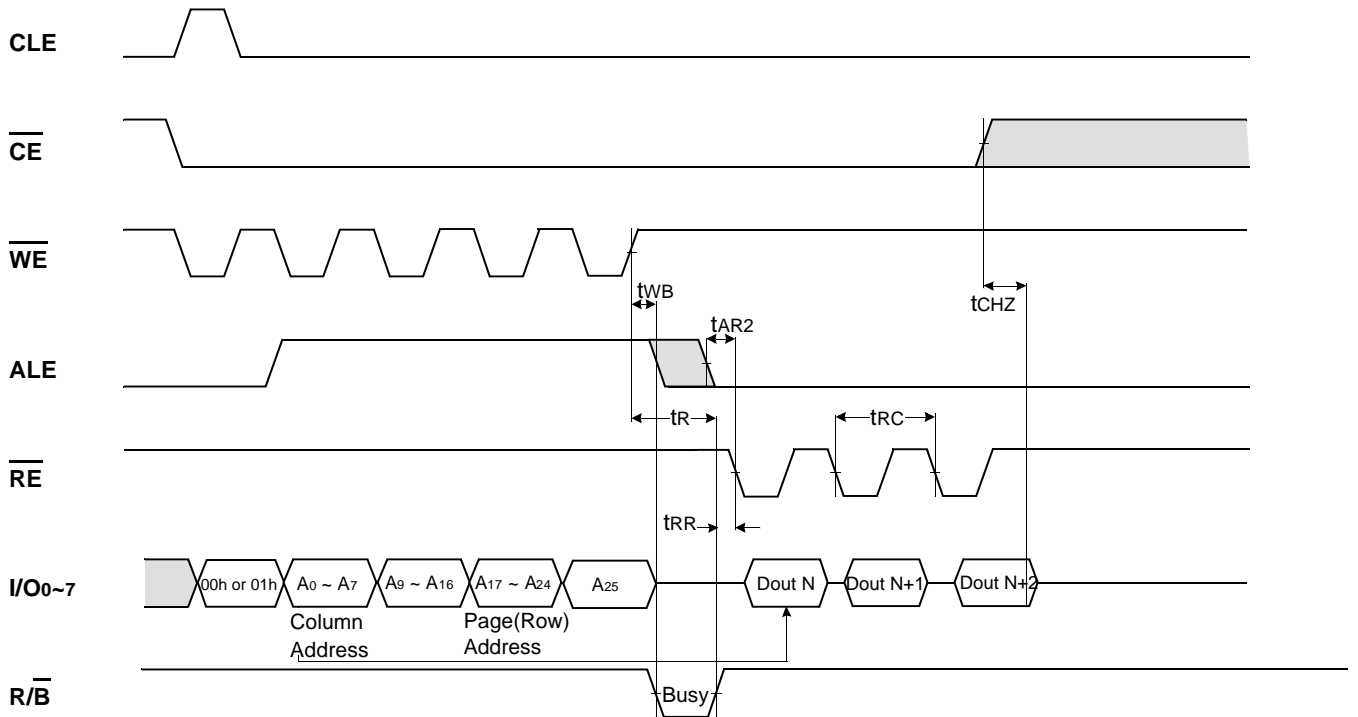 CLE
CE
WE
tWB
tCHZ
tAR2
ALE
tR
tRC
RE
tRR
I/O0~7
00h or 01h
A0 ~ A7
A9 ~ A16
A17 ~ A24
A25
Dout N
Dout N+1
Dout N+2
Column
Address
Page(Row)
Address
R/B
Busy